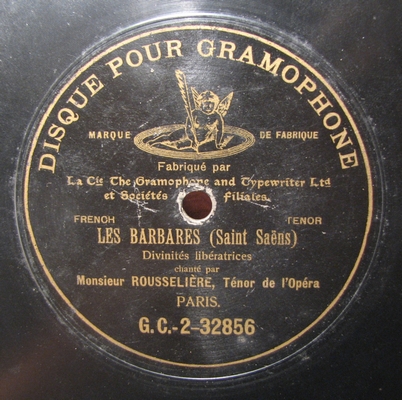 DISQUE POUR GRAMOPHONE
MARQUE DE FABRIQUE
Fabriqué par
La Cie The Gramophone and Typewriter Ltd
et Sociétés Filiales.
FRENCH TENOR
LES BARBARES (Saint Saëns)
Divinités libératrices
chanté par
Monsieur ROUSSELIÈRE, Ténor de l'Opéra
PARIS.
G.C.-2-32856